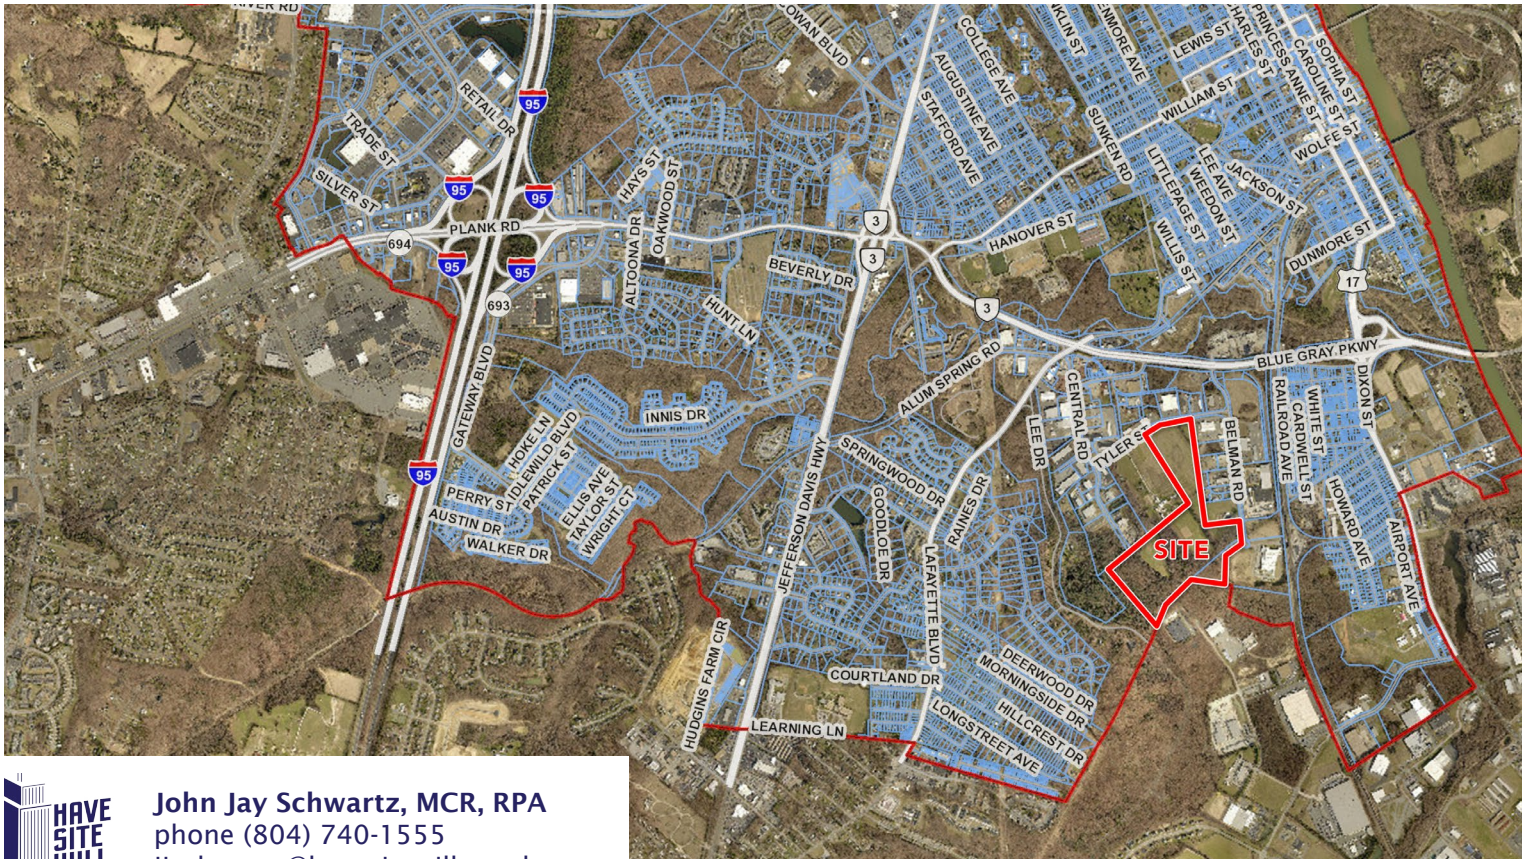 RIVER RD
COWAN BLVD
COLLEGE AVE
LEWIS ST
CHARLES ST
PRINCESS ANNE ST
CAROLINE ST
SOPHIA ST
AUGUSTINE AVE
STAFFORD AVE
WILLIAM ST
SUNKEN RD
WOLFE ST
RETAIL DR
95
TRADE ST
SILVER ST
95
95
HAYS ST
OAKWOOD ST
ALTOONA DR
LITTLEPAGE ST
LEE AVE
WEEDON ST
JACKSON ST
WILLIS ST
PLANK RD
694
3
HANOVER ST
DUNMORE ST
95
95
3
BEVERLY DR
17
693
HUNT LN
3
BLUE GRAY PKWY
GATEWAY BLVD
ALUM SPRING RD
CENTRAL RD
DIXON ST
INNIS DR
RAILROAD AVE
CARDWELL ST
WHITE ST
HOKE LN
IDLEWILD BLVD
PATRICK ST
LEE DR
TYLER ST
BELMAN RD
95
PERRY ST
ELLIS AVE
TAYLOR ST
WRIGHT CT
JEFFERSON DAVIS HWY
SPRINGWOOD DR
GOODLOE DR
RAINES DR
HOWARD AVE
AUSTIN DR
WALKER DR
SITE
AIRPORT AVE
LAFAYETTE BLVD
HUDGINS FARM CIR
COURTLAND DR
DEERWOOD DR
MORNINGSIDE DR
HILLCREST DR
LONGSTREET AVE
LEARNING LN
HAVE
SITE
WILL
John Jay Schwartz, MCR, RPA
phone (804) 740-1555